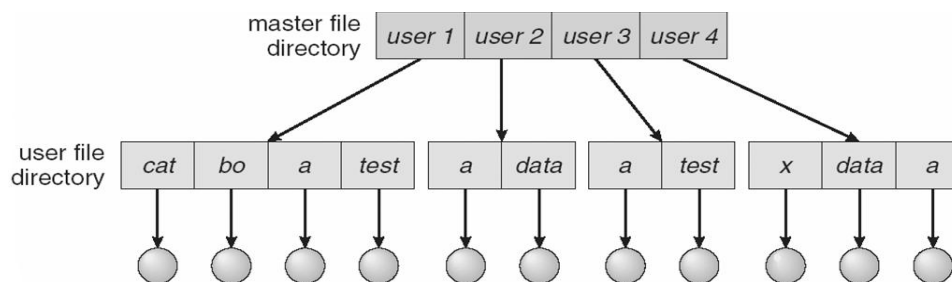 master file directory
user 1 user 2 user 3 user 4
user file directory
cat bo a test a data a test x data a